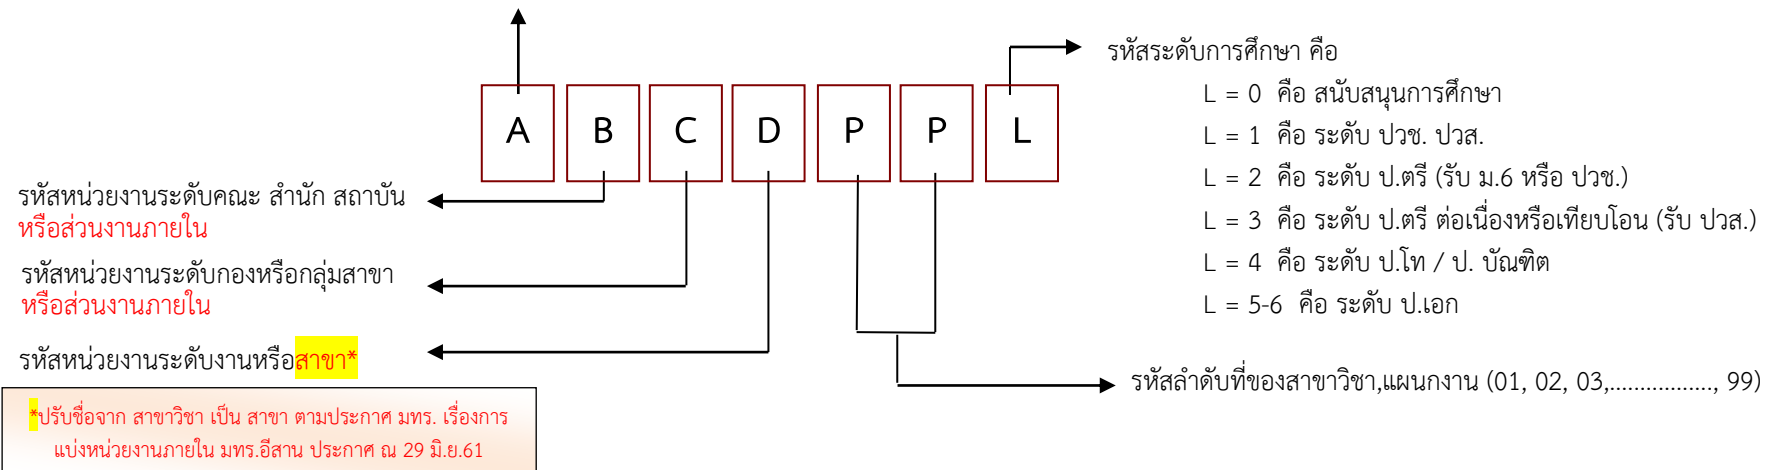 A B C D P P L
รหัสระดับการศึกษา คือ
L = 0 คือ สนับสนุนการศึกษา
L = 1 คือ ระดับ ปวช. ปวส.
L = 2 คือ ระดับ ป.ตรี (รับ ม.6 หรือ ปวช.)
L = 3 คือ ระดับ ป.ตรี ต่อเนื่องหรือเทียบโอน (รับ ปวส.)
L = 4 คือ ระดับ ป.โท / ป. บัณฑิต
L = 5-6 คือ ระดับ ป.เอก
รหัสหน่วยงานระดับคณะ สำนัก สถาบัน
หรือส่วนงานภายใน
รหัสหน่วยงานระดับกองหรือกลุ่มสาขา
หรือส่วนงานภายใน
รหัสหน่วยงานระดับงานหรือสาขา*
รหัสลำดับที่ของสาขาวิชา,แผนกงาน (01, 02, 03,................., 99)
*ปรับชื่อจาก สาขาวิชา เป็น สาขา ตามประกาศ มทร. เรื่องการ
แบ่งหน่วยงานภายใน มทร.อีสาน ประกาศ ณ 29 มิ.ย.61